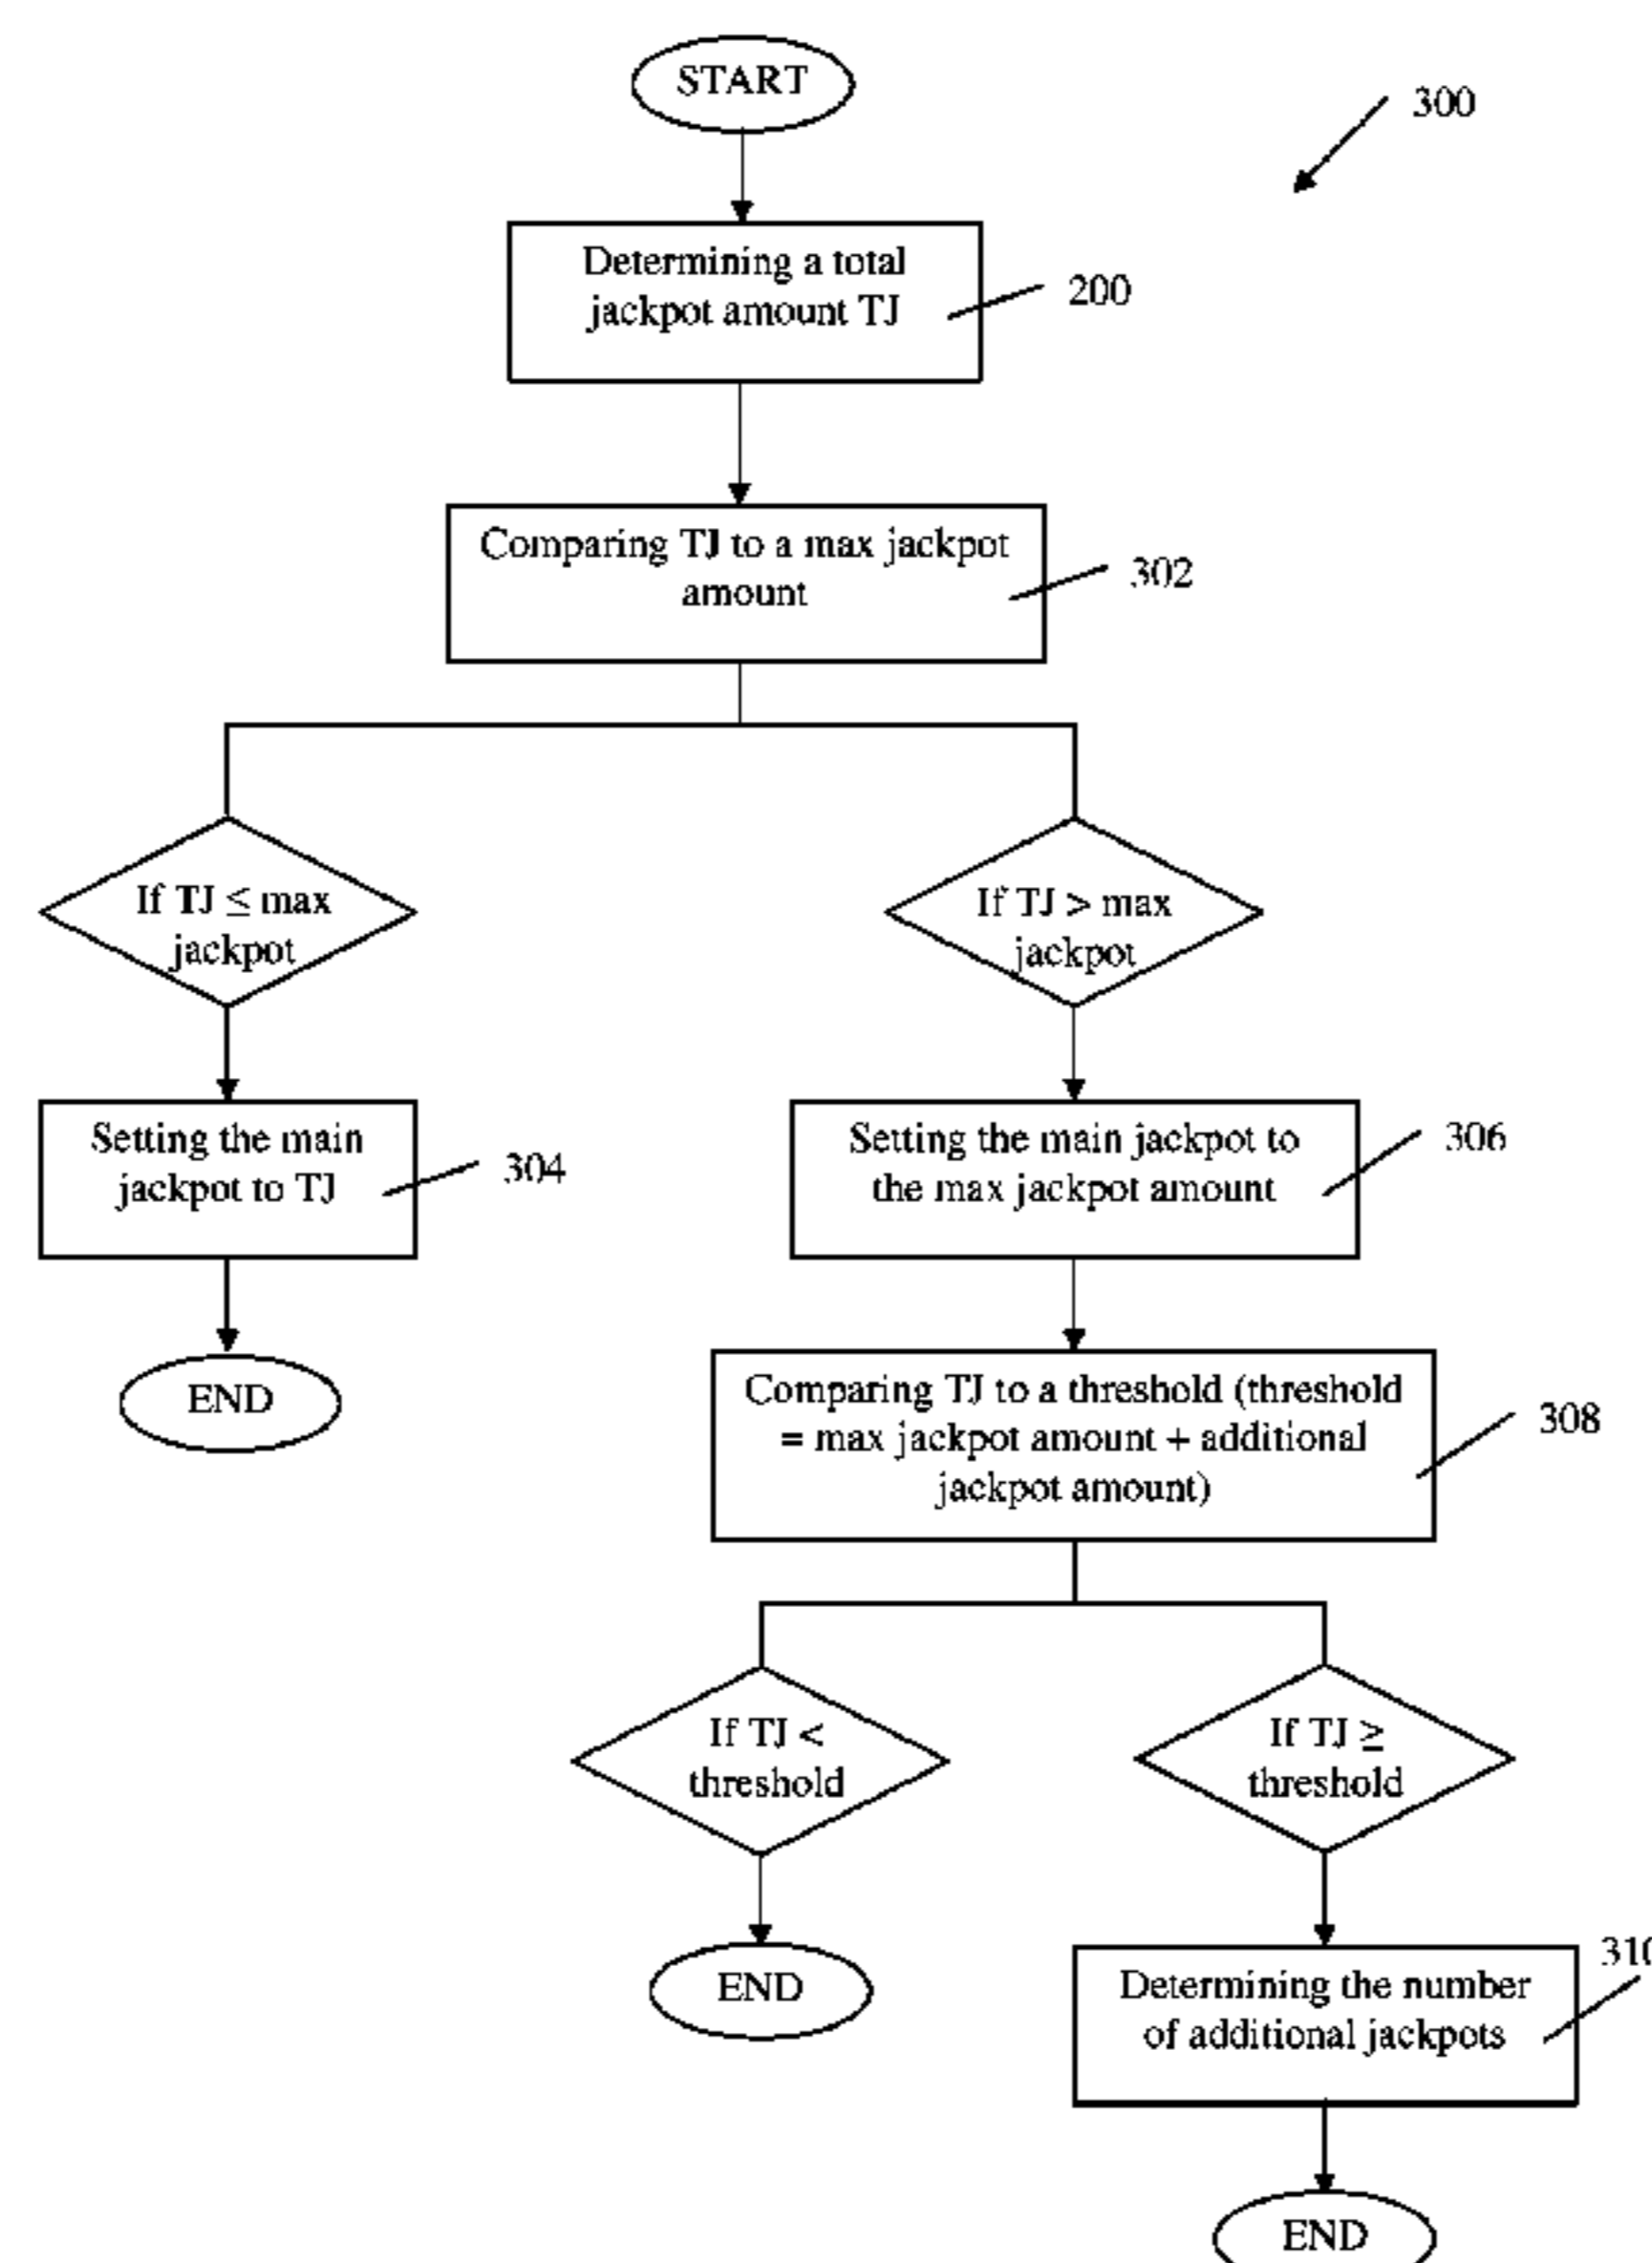 START
300
Determining a total
jackpot amount TJ
200
Comparing TJ to a max jackpot
amount
302
If TJ ≤ max
jackpot
If TJ > max
jackpot
Setting the main
jackpot to TJ
304
Setting the main jackpot to
the max jackpot amount
306
END
Comparing TJ to a threshold (threshold
= max jackpot amount + additional
jackpot amount)
308
If TJ <
threshold
If TJ ≥
threshold
END
310
Determining the number
of additional jackpots
END